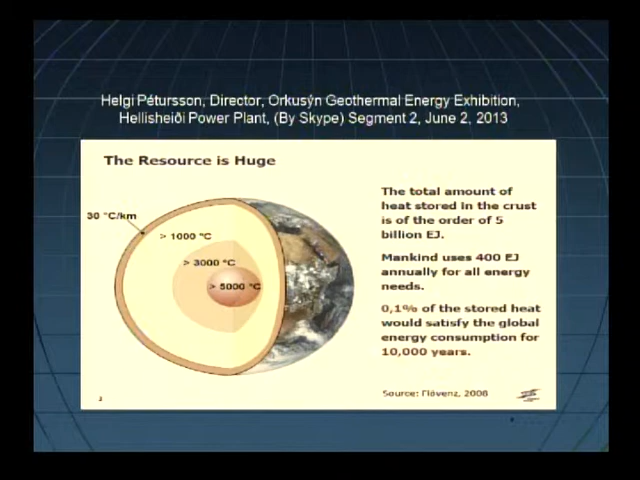 Helgi Pétursson, Director, Orkusýn Geothermal Energy Exhibition,
Hellisheiði Power Plant, (By Skype) Segment 2, June 2, 2013
The Resource is Huge
30 °C/km
> 1000 °C
> 3000 °C
> 5000 °C
The total amount of
heat stored in the crust
is of the order of 5
billion EJ.
Mankind uses 400 EJ
annually for all energy
needs.
0,1% of the stored heat
would satisfy the global
energy consumption for
10,000 years.
Source: Flóvenz, 2008